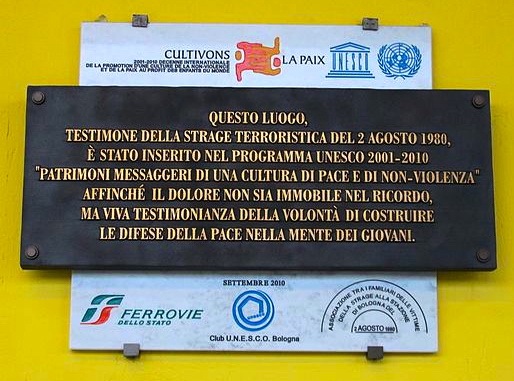 CULTIVONS LA PAIX
2001-2010 DECENNIE INTERNATIONALE
DE LA PROMOTION D'UNE CULTURE DE LA NON-VIOLENCE
ET DE LA PAIX AU PROFIT DES ENFANTS DU MONDE
UNESCO
QUESTO LUOGO,
TESTIMONE DELLA STRAGE TERRORISTICA DEL 2 AGOSTO 1980,
È STATO INSERITO NEL PROGRAMMA UNESCO 2001-2010
"PATRIMONI MESSAGGERI DI UNA CULTURA DI PACE E DI NON-VIOLENZA"
AFFINCHÉ IL DOLORE NON SIA IMMOBILE NEL RICORDO,
MA VIVA TESTIMONIANZA DELLA VOLONTÀ DI COSTRUIRE
LE DIFESE DELLA PACE NELLA MENTE DEI GIOVANI.
SETTEMBRE 2010
FS FERROVIE
DELLO STATO
Club U.N.E.S.C.O. Bologna
ASSOCIAZIONE TRA I FAMILIARI DELLE VITTIME
DELLA STRAGE ALLA STAZIONE
DI BOLOGNA DEL
2 AGOSTO 1980